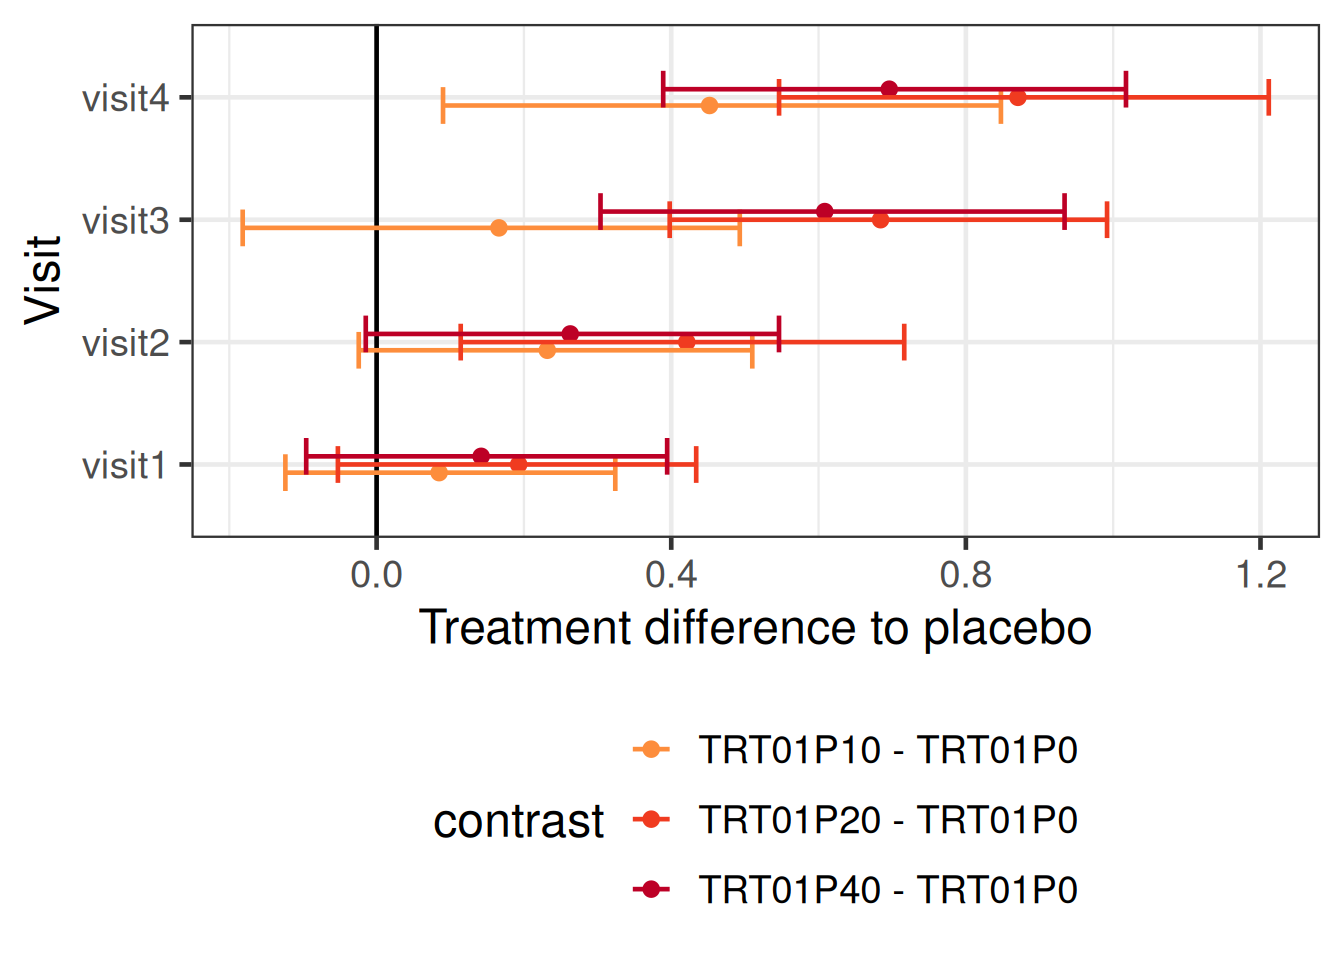 visit4
visit3
visit2
visit1
Visit
0.0 0.4 0.8 1.2
Treatment difference to placebo
contrast
TRT01P10 - TRT01P0
TRT01P20 - TRT01P0
TRT01P40 - TRT01P0